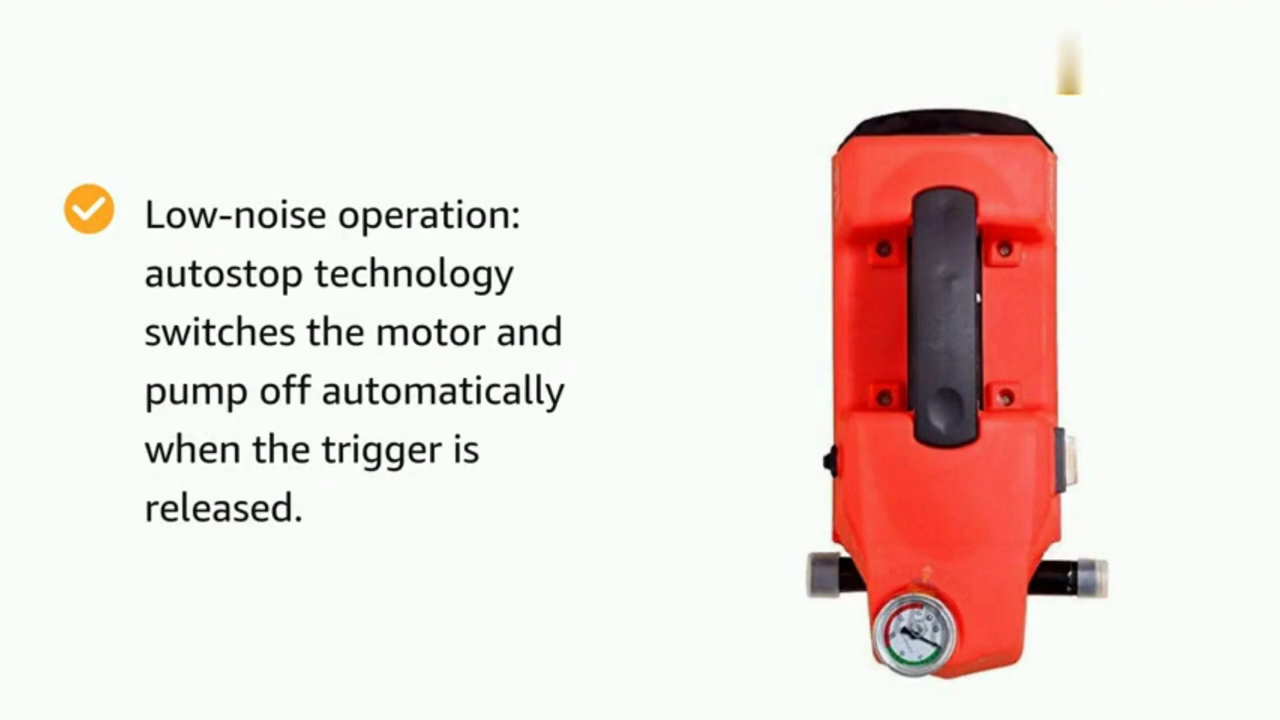 Low-noise operation:
autostop technology
switches the motor and
pump off automatically
when the trigger is
released.